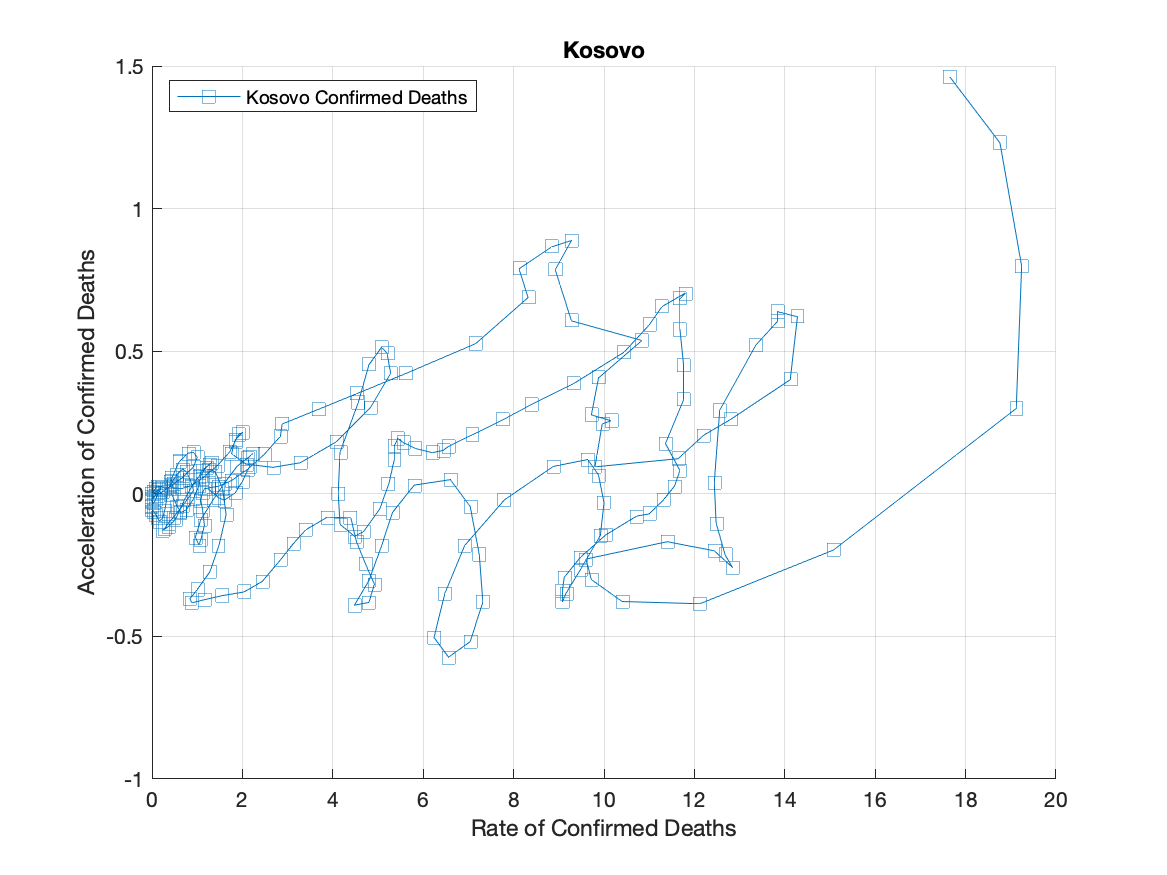 Kosovo
Kosovo Confirmed Deaths
1.5
1
0.5
0
-0.5
-1
Acceleration of Confirmed Deaths
0 2 4 6 8 10 12 14 16 18 20
Rate of Confirmed Deaths